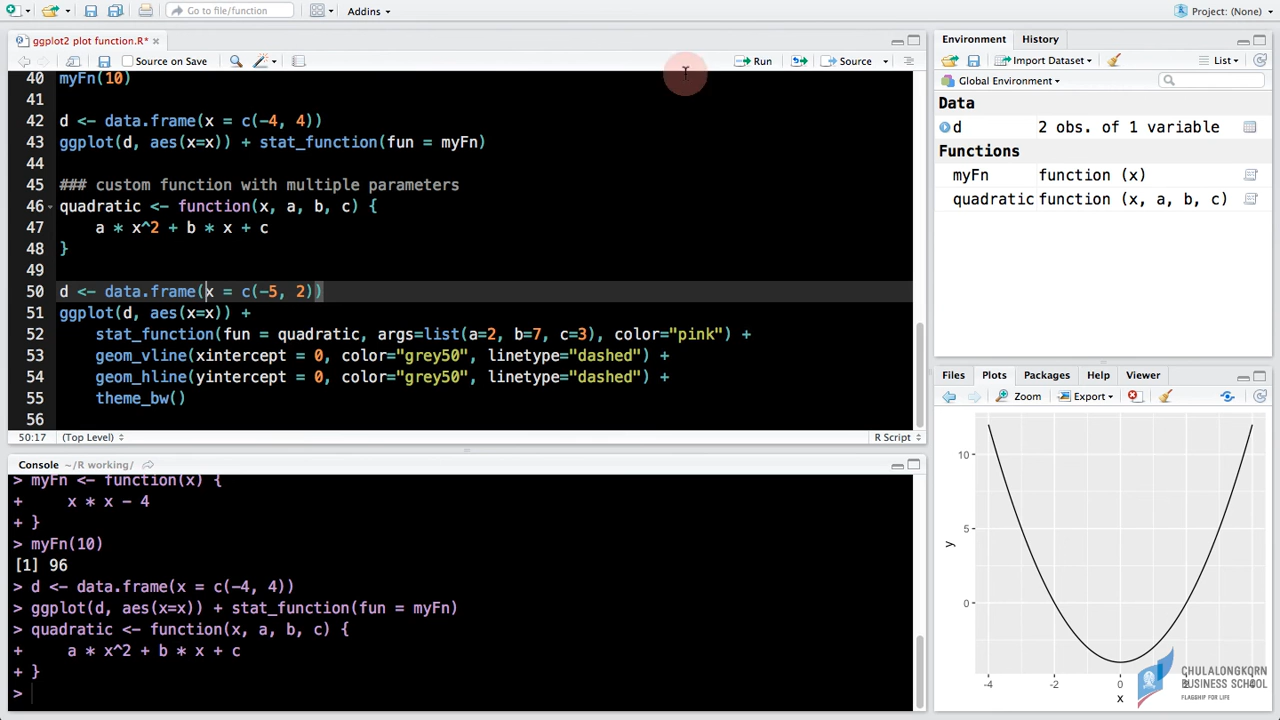 Go to file/function
Addins
Project: (None)
ggplot2 plot function.R*
Source on Save
Run
Source
40 myFn(10)
41
42 d <- data.frame(x = c(-4, 4))
43 ggplot(d, aes(x=x)) + stat_function(fun = myFn)
44
45 ### custom function with multiple parameters
46 quadratic <- function(x, a, b, c) {
47 a * x^2 + b * x + c
48 }
49
50 d <- data.frame(x = c(-5, 2))
51 ggplot(d, aes(x=x)) +
52 stat_function(fun = quadratic, args=list(a=2, b=7, c=3), color="pink") +
53 geom_vline(xintercept = 0, color="grey50", linetype="dashed") +
54 geom_hline(yintercept = 0, color="grey50", linetype="dashed") +
55 theme_bw()
56
50:17 (Top Level) R Script
Console ~/R working/
> myFn <- function(x) {
+ x * x - 4
+ }
> myFn(10)
[1] 96
> d <- data.frame(x = c(-4, 4))
> ggplot(d, aes(x=x)) + stat_function(fun = myFn)
> quadratic <- function(x, a, b, c) {
+ a * x^2 + b * x + c
+ }
>
Environment History
Import Dataset List
Global Environment
Data
d 2 obs. of 1 variable
Functions
myFn function (x)
quadratic function (x, a, b, c)
Files Plots Packages Help Viewer
Zoom Export
10
5
0
y
-4 -2 0 2 4
x
CHULALONGKORN
BUSINESS SCHOOL
FLAGSHIP FOR LIFE